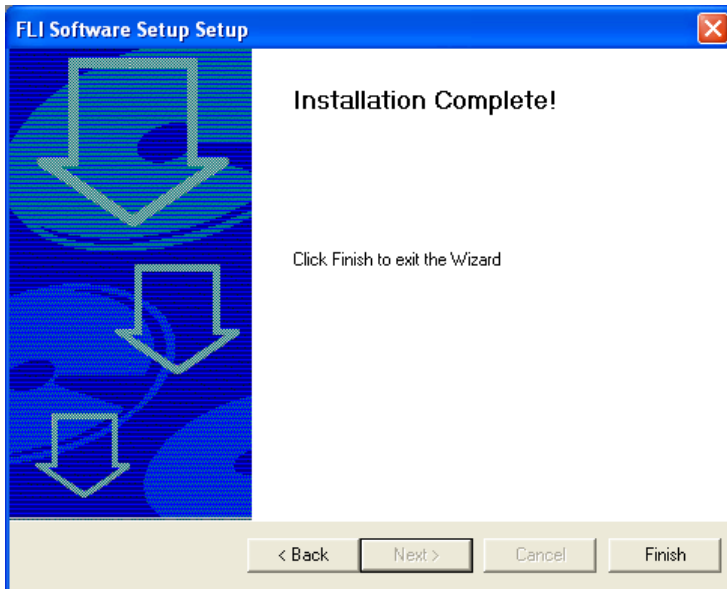 FLI Software Setup Setup
Installation Complete!
Click Finish to exit the Wizard
< Back Next > Cancel Finish